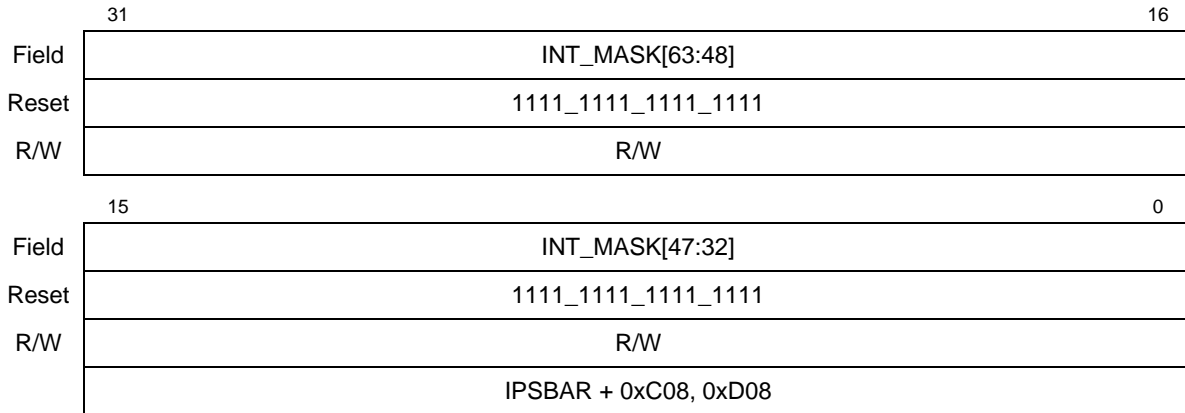 31 16
Field INT_MASK[63:48]
Reset 1111_1111_1111_1111
R/W R/W
15 0
Field INT_MASK[47:32]
Reset 1111_1111_1111_1111
R/W R/W
IPSBAR + 0xC08, 0xD08